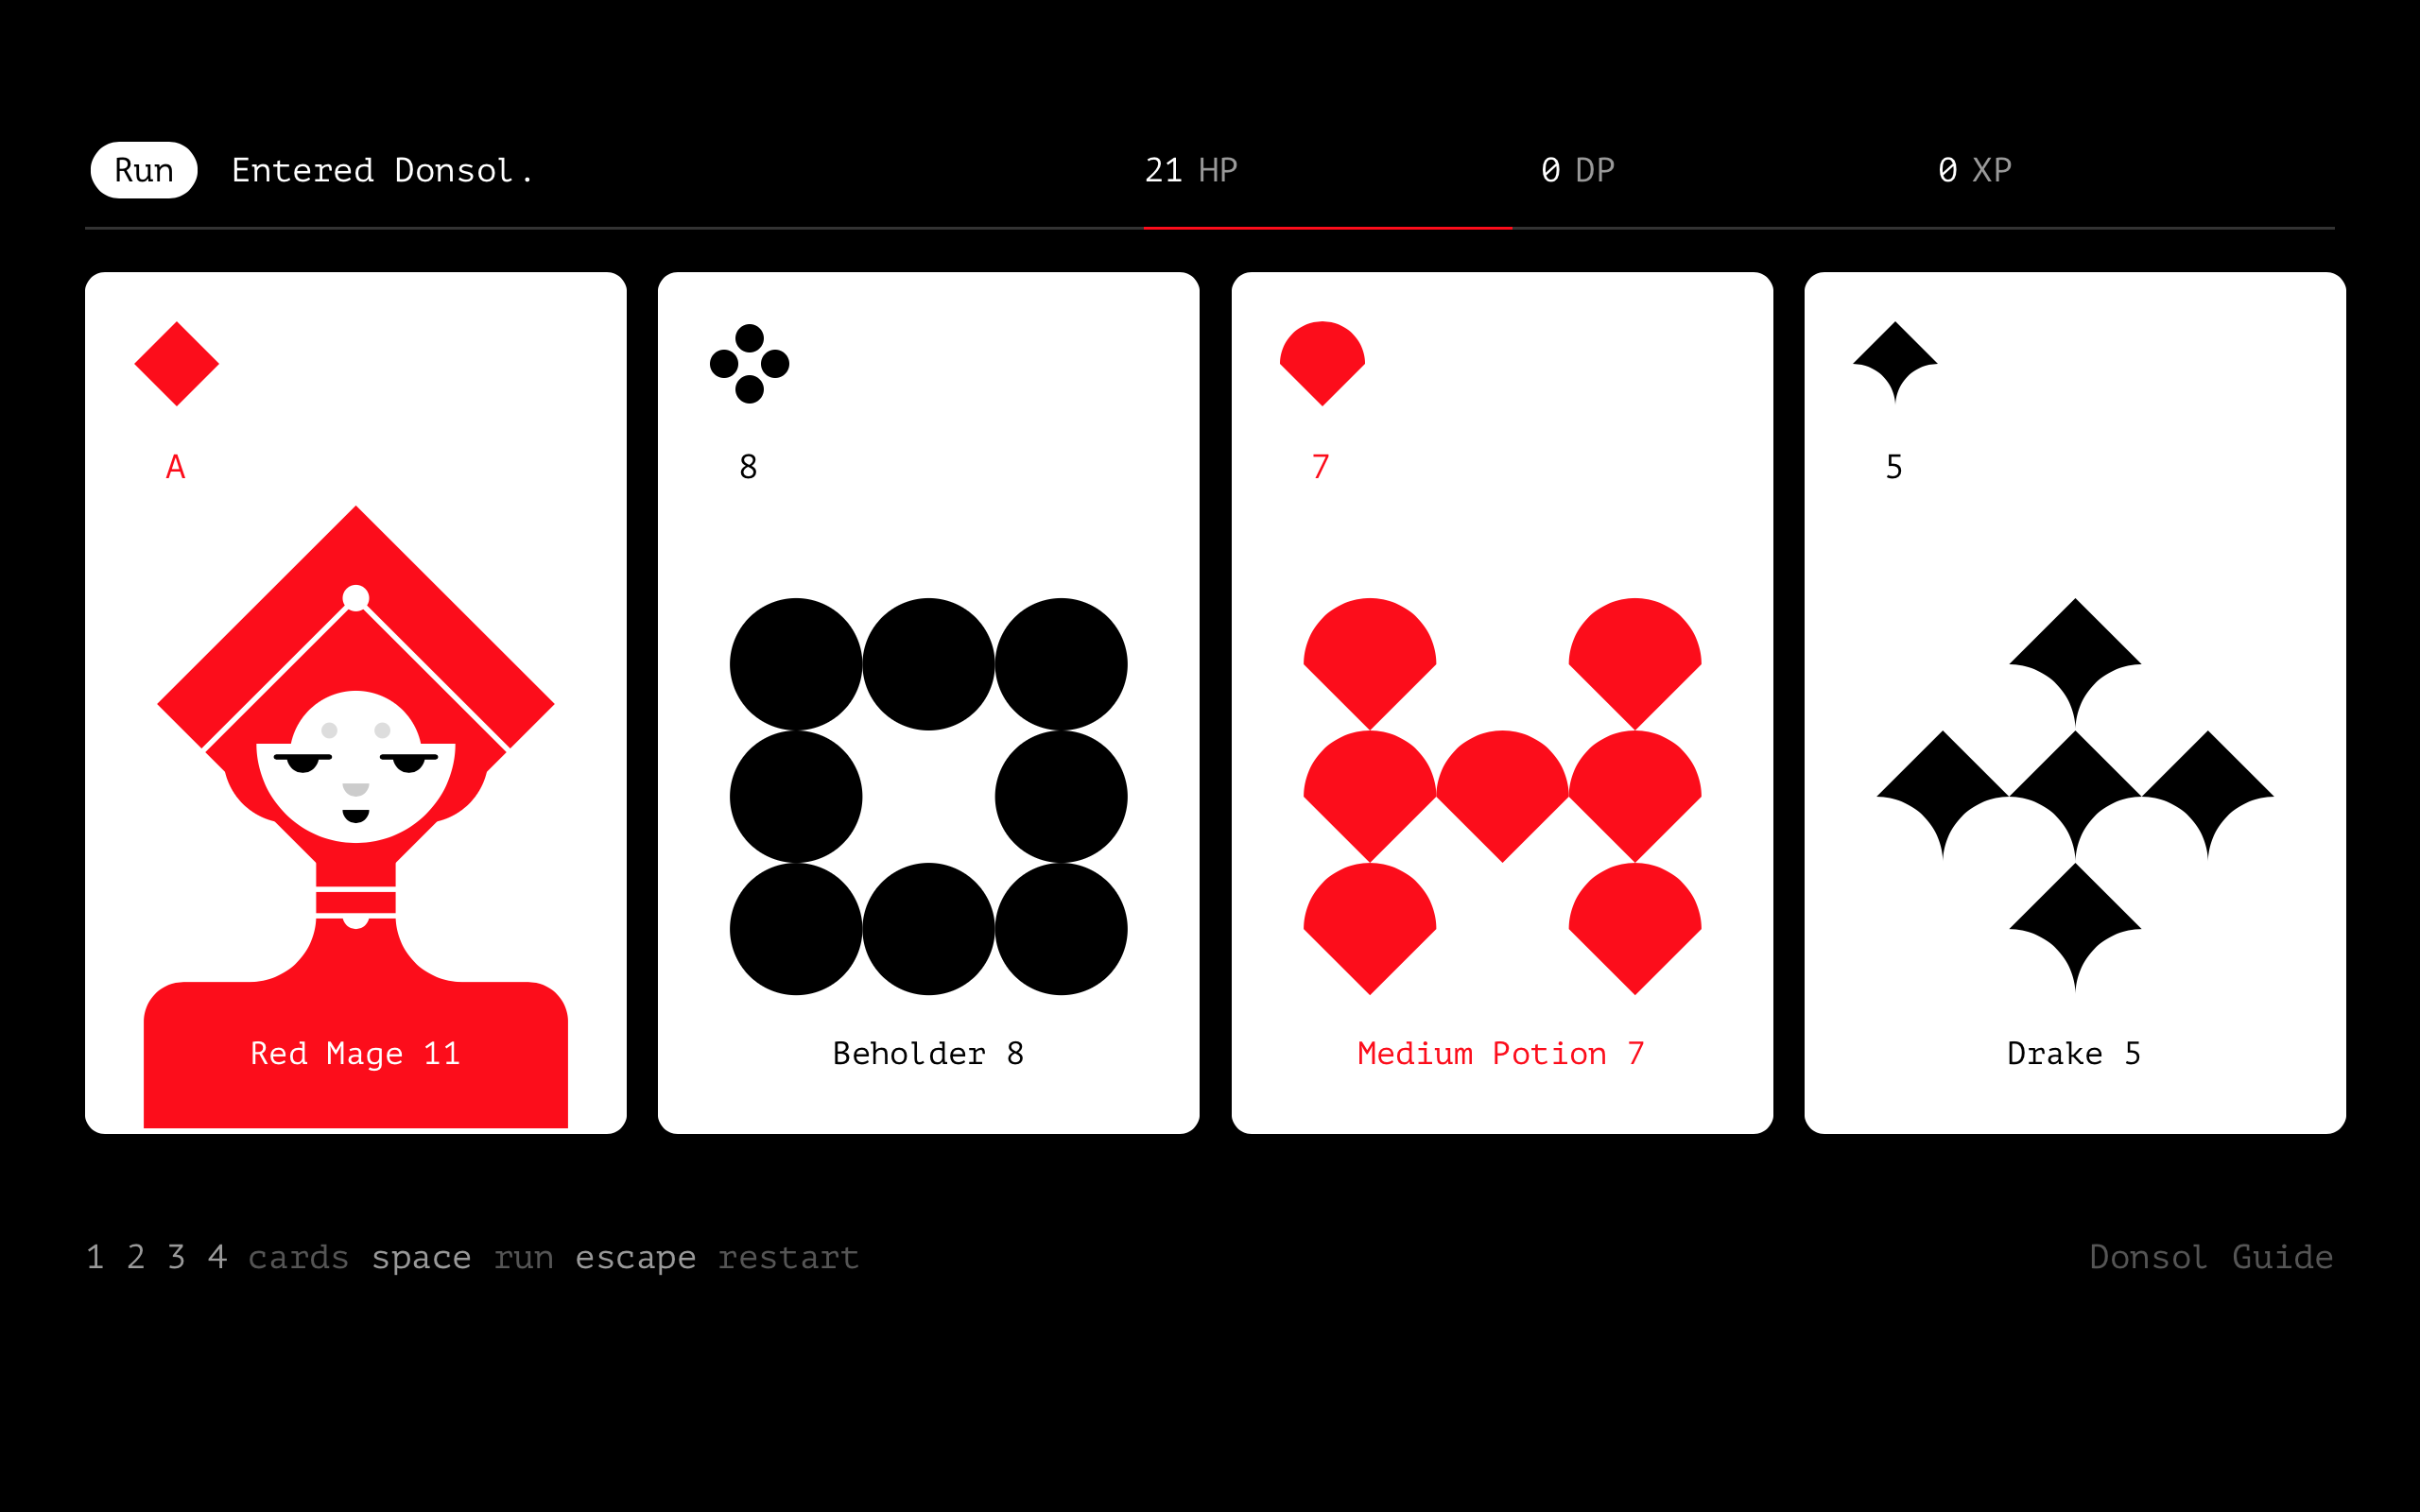 Run Entered Donsol. 21 HP 0 DP 0 XP
A 8 7 5
Red Mage 11 Beholder 8 Medium Potion 7 Drake 5
1 2 3 4 cards space run escape restart Donsol Guide